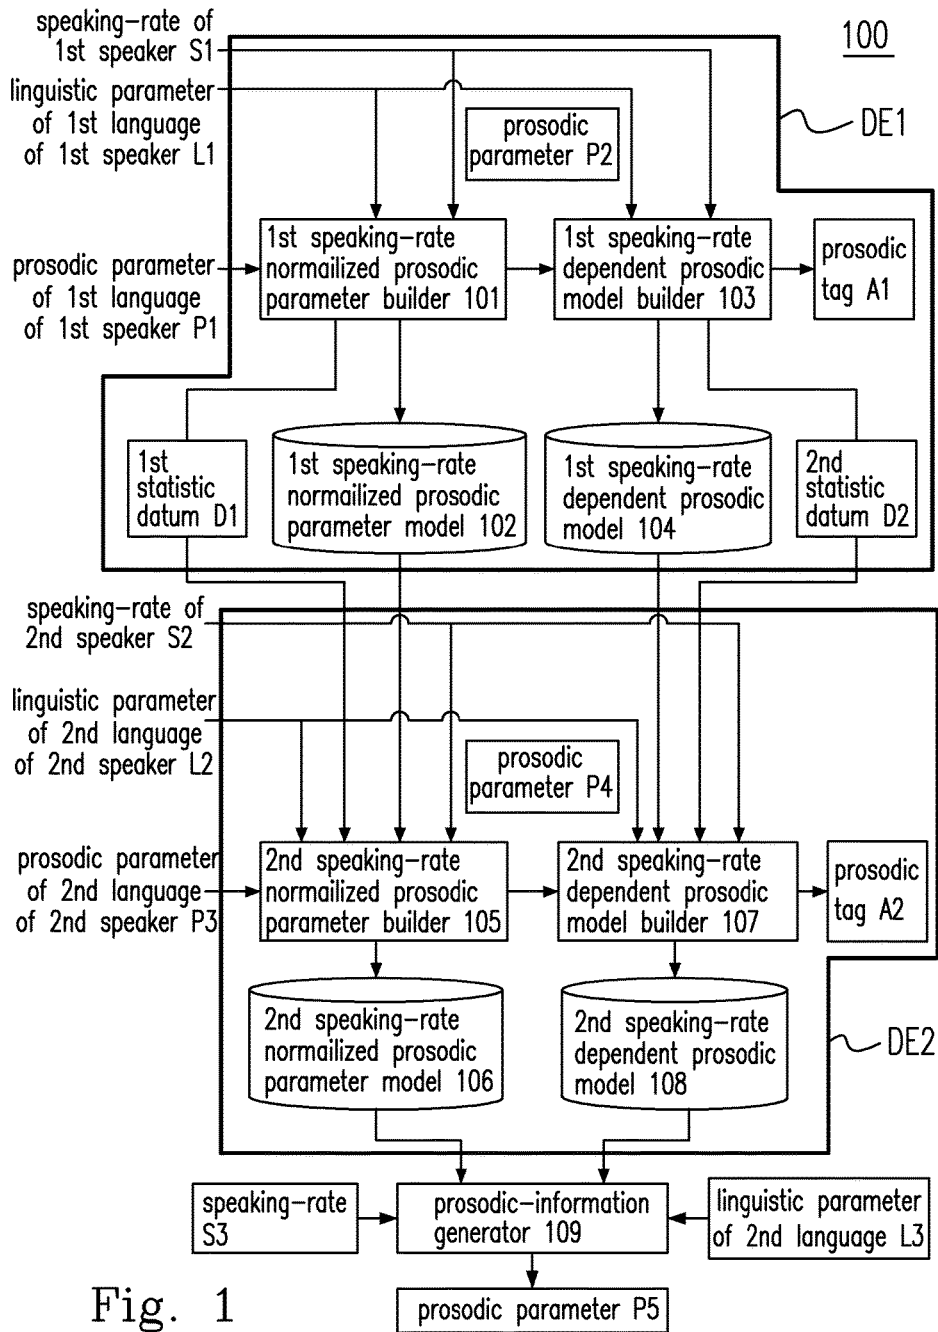 speaking-rate of
1st speaker S1
100
linguistic parameter
of 1st language
of 1st speaker L1
prosodic
parameter P2
DE1
prosodic parameter
of 1st language
of 1st speaker P1
1st speaking-rate
normailized prosodic
parameter builder 101
1st speaking-rate
dependent prosodic
model builder 103
prosodic
tag A1
1st
statistic
datum D1
1st speaking-rate
normailized prosodic
parameter model 102
1st speaking-rate
dependent prosodic
model 104
2nd
statistic
datum D2
speaking-rate of
2nd speaker S2
linguistic parameter
of 2nd language
of 2nd speaker L2
prosodic
parameter P4
prosodic parameter
of 2nd language
of 2nd speaker P3
2nd speaking-rate
normailized prosodic
parameter builder 105
2nd speaking-rate
dependent prosodic
model builder 107
prosodic
tag A2
2nd speaking-rate
normailized prosodic
parameter model 106
2nd speaking-rate
dependent prosodic
model 108
DE2
speaking-rate
S3
prosodic-information
generator 109
linguistic parameter
of 2nd language L3
prosodic parameter P5
Fig. 1